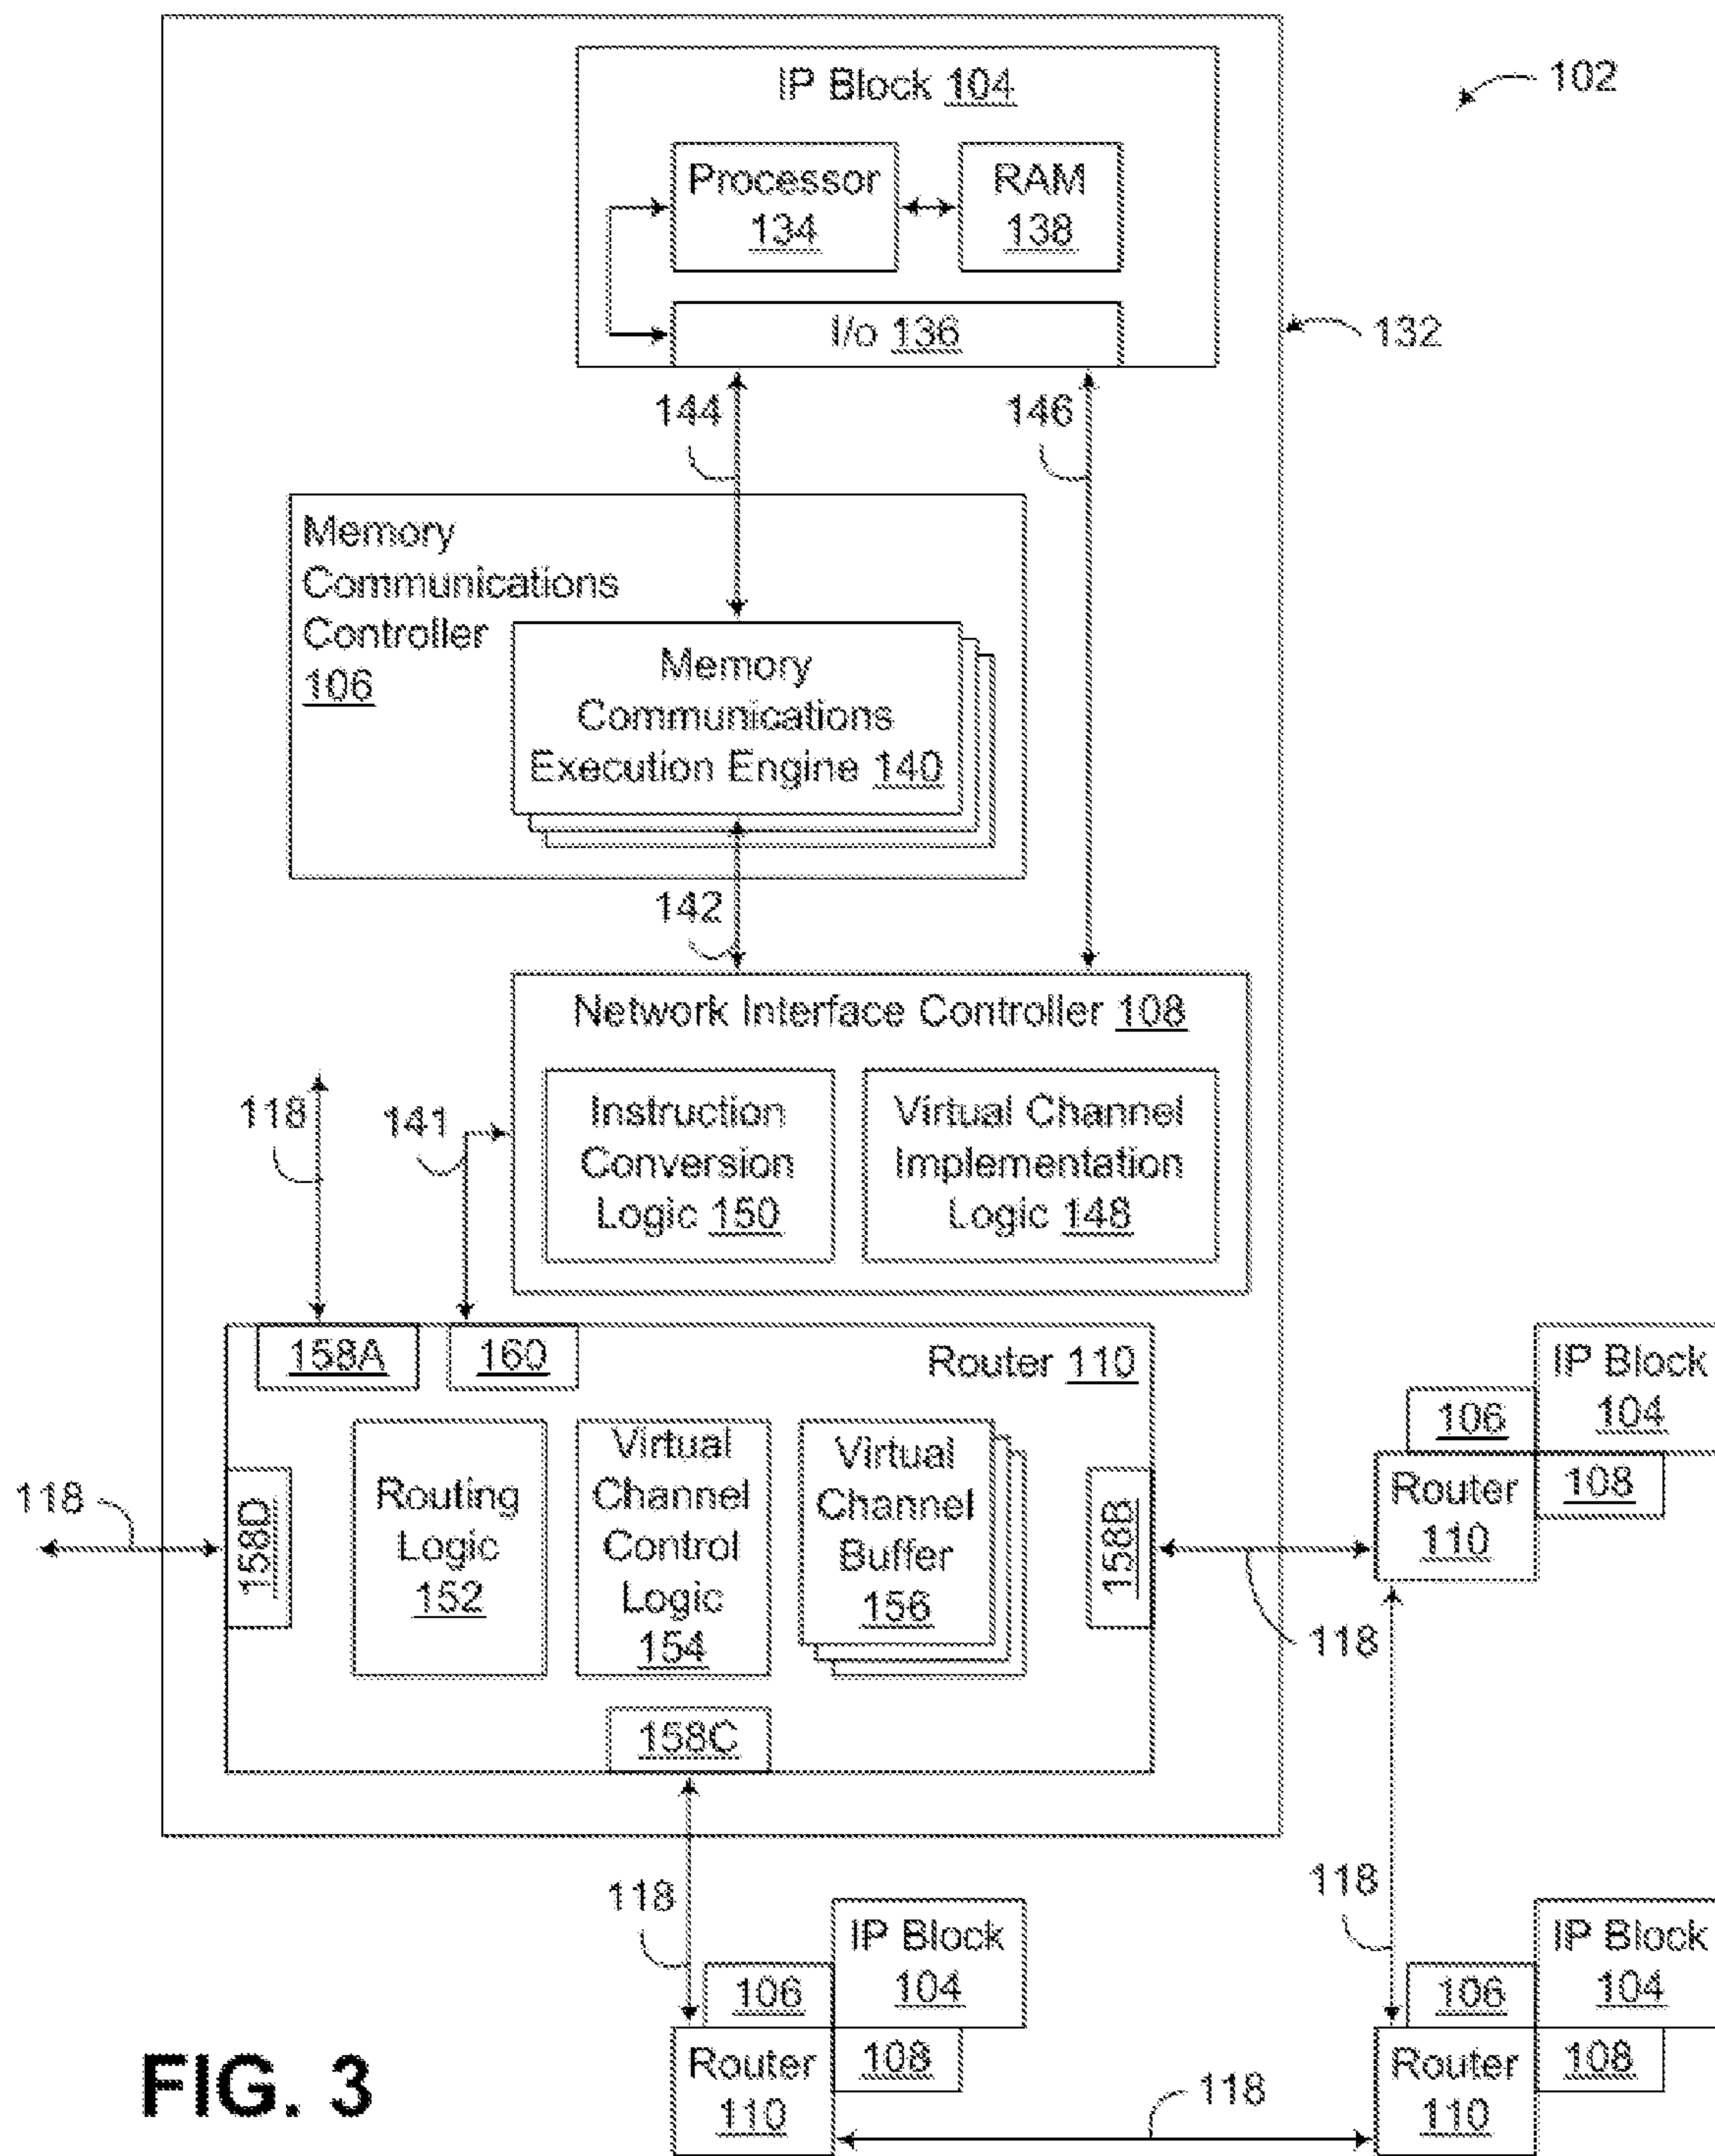 IP Block 104
102
Processor
134
RAM
138
I/o 136
132
144
146
Memory
Communications
Controller
106
Memory
Communications
Execution Engine 140
142
Network Interface Controller 108
118
141
Instruction
Conversion
Logic 150
Virtual Channel
Implementation
Logic 148
158A
160
Router 110
IP Block
104
106
Router
110
108
118
158D
Routing
Logic
152
Virtual
Channel
Control
Logic
154
Virtual
Channel
Buffer
156
158B
118
158C
118
118
IP Block
104
106
Router
110
108
118
IP Block
104
106
Router
110
108
FIG. 3